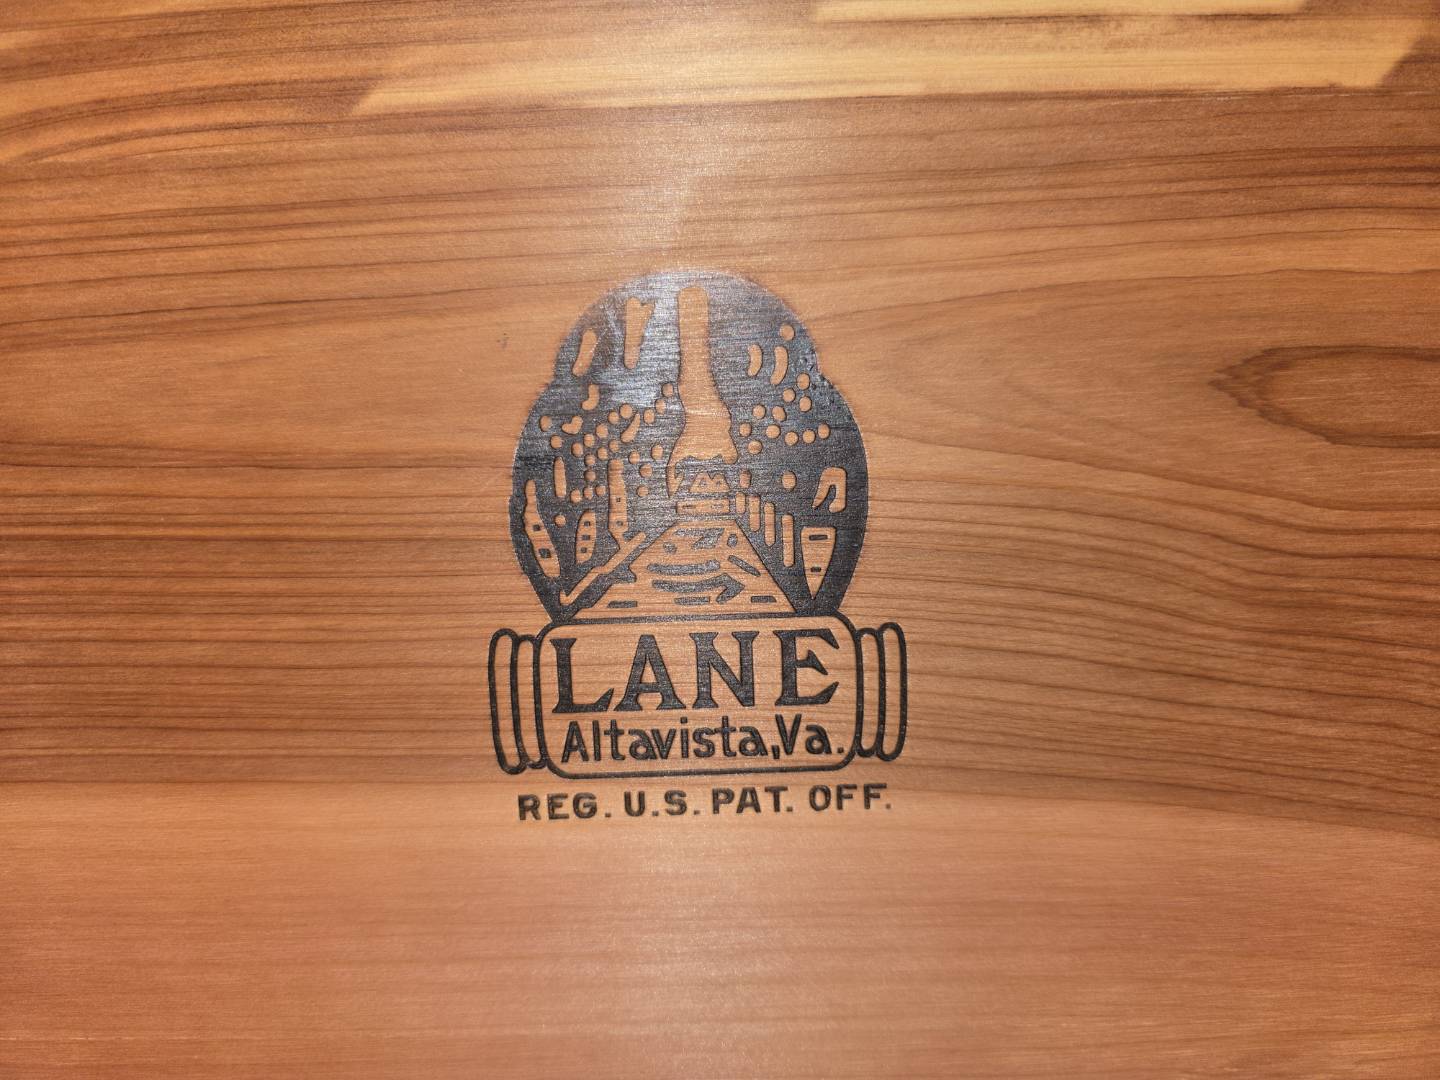 LANE
Altavista,Va.
REG. U.S. PAT. OFF.